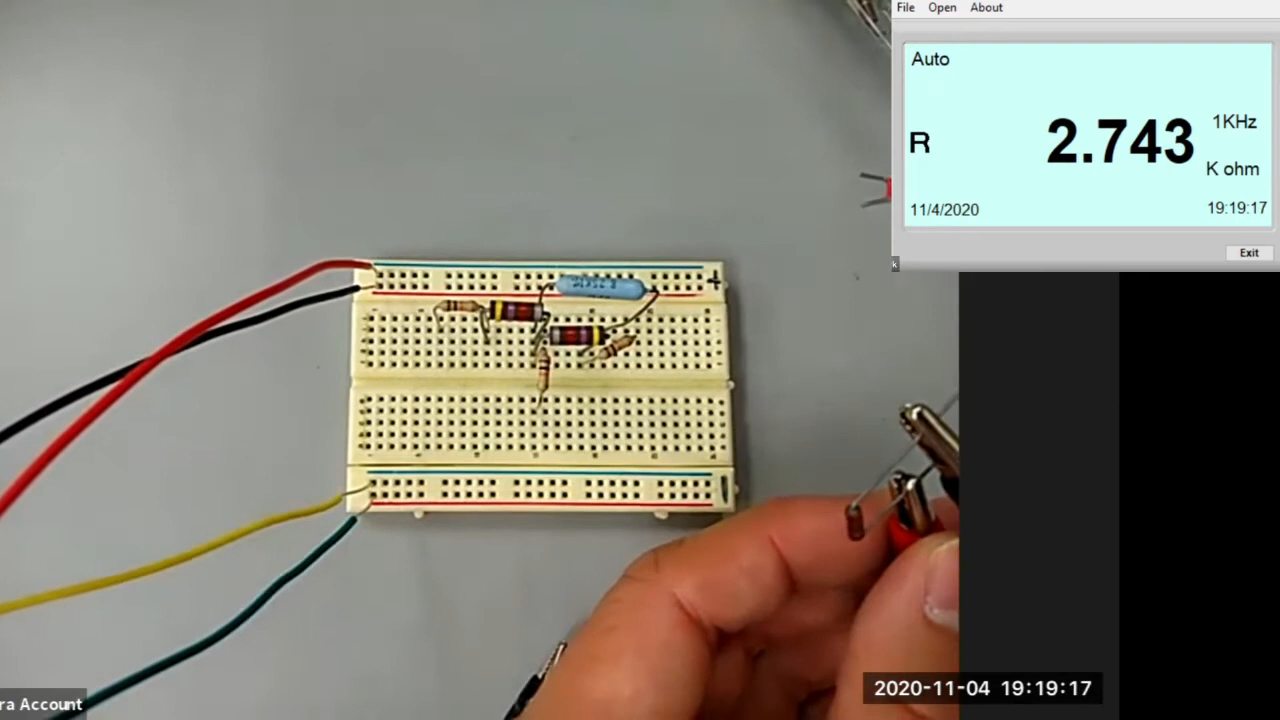 File Open About
Auto
R 2.743 1KHz
K ohm
11/4/2020 19:19:17
Exit
k
+
2020-11-04 19:19:17
ra Account